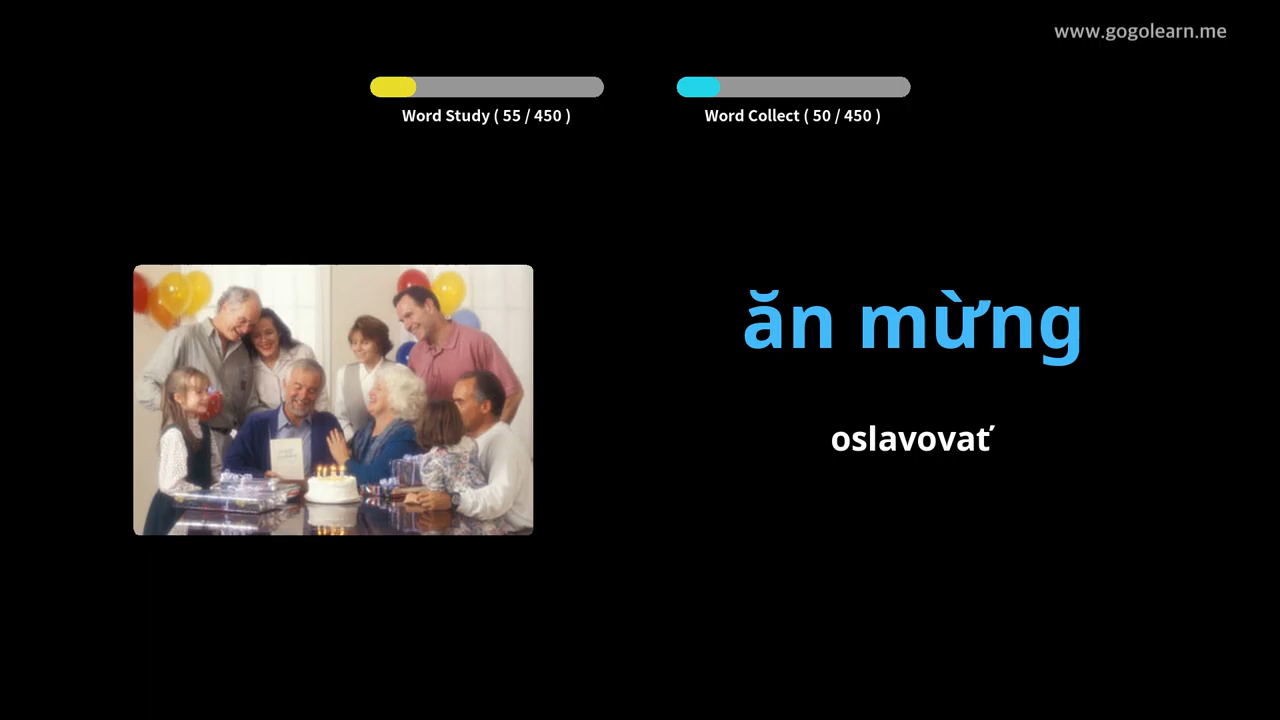 www.gogolearn.me
Word Study ( 55 / 450 )
Word Collect ( 50 / 450 )
ăn mừng
oslavovať